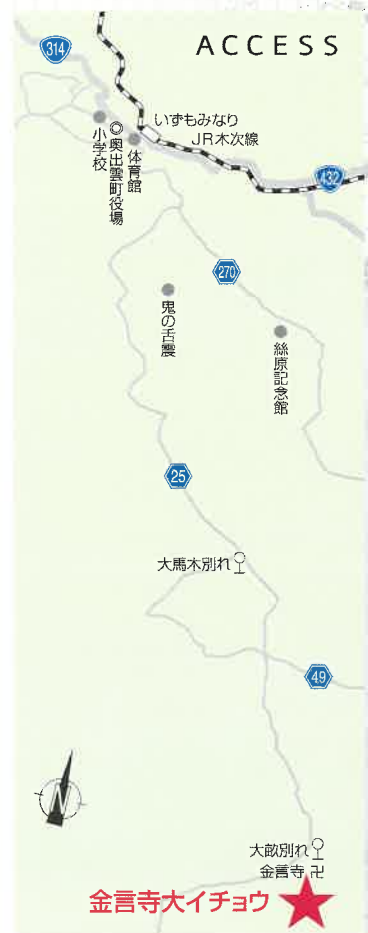 ACCESS
314
いずもみなり
JR木次線
小学校
◎奥出雲町役場
体育館
432
270
鬼の舌震
絲原記念館
25
大馬木別れ
49
N
大畝別れ
金言寺卍
金言寺大イチョウ